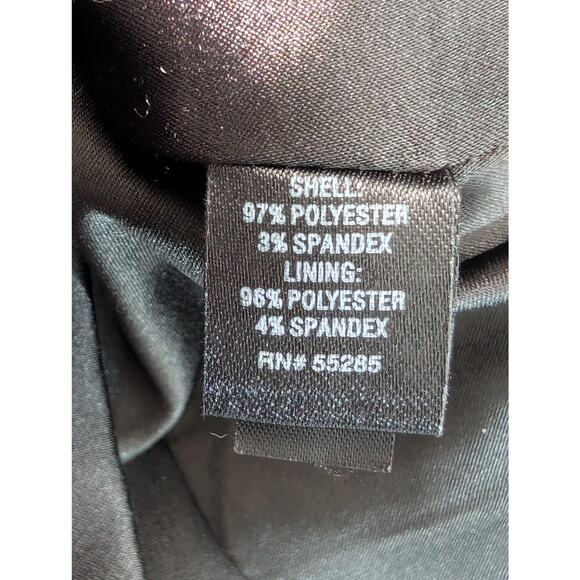 SHELL:
97% POLYESTER
3% SPANDEX
LINING:
96% POLYESTER
4% SPANDEX
RN# 55285